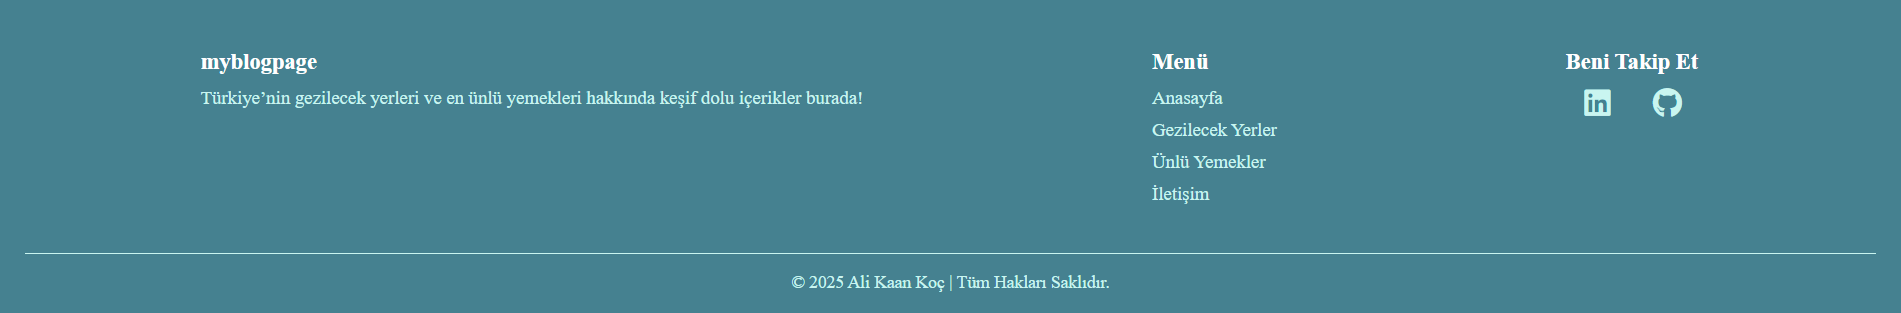 myblogpage
Türkiye’nin gezilecek yerleri ve en ünlü yemekleri hakkında keşif dolu içerikler burada!
Menü
Anasayfa
Gezilecek Yerler
Ünlü Yemekler
İletişim
Beni Takip Et
in
© 2025 Ali Kaan Koç | Tüm Hakları Saklıdır.